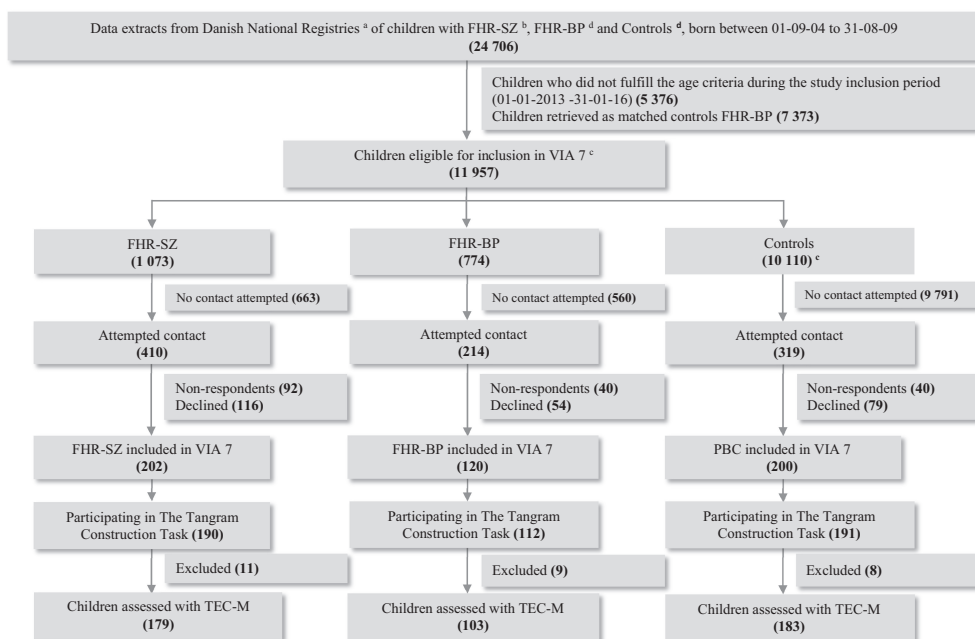 Data extracts from Danish National Registries a of children with FHR-SZ b, FHR-BP d and Controls d, born between 01-09-04 to 31-08-09
(24 706)
Children who did not fulfill the age criteria during the study inclusion period
(01-01-2013 -31-01-16) (5 376)
Children retrieved as matched controls FHR-BP (7 373)
Children eligible for inclusion in VIA 7 c
(11 957)
FHR-SZ
(1 073)
FHR-BP
(774)
Controls
(10 110) e
No contact attempted (663)
No contact attempted (560)
No contact attempted (9 791)
Attempted contact
(410)
Attempted contact
(214)
Attempted contact
(319)
Non-respondents (92)
Declined (116)
Non-respondents (40)
Declined (54)
Non-respondents (40)
Declined (79)
FHR-SZ included in VIA 7
(202)
FHR-BP included in VIA 7
(120)
PBC included in VIA 7
(200)
Participating in The Tangram
Construction Task (190)
Participating in The Tangram
Construction Task (112)
Participating in The Tangram
Construction Task (191)
Excluded (11)
Excluded (9)
Excluded (8)
Children assessed with TEC-M
(179)
Children assessed with TEC-M
(103)
Children assessed with TEC-M
(183)